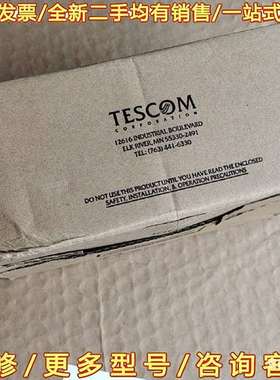 发票/全新二手均有销售/一站式
TESCOM
CORPORATION
12616 INDUSTRIAL BOULEVARD
ELK RIVER, MN 55330-2491
TEL: (763) 441-6330
DO NOT USE THIS PRODUCT UNTIL YOU HAVE READ THE ENCLOSED
SAFETY, INSTALLATION, & OPERATION PRECAUTIONS
修/更多型号/咨询客